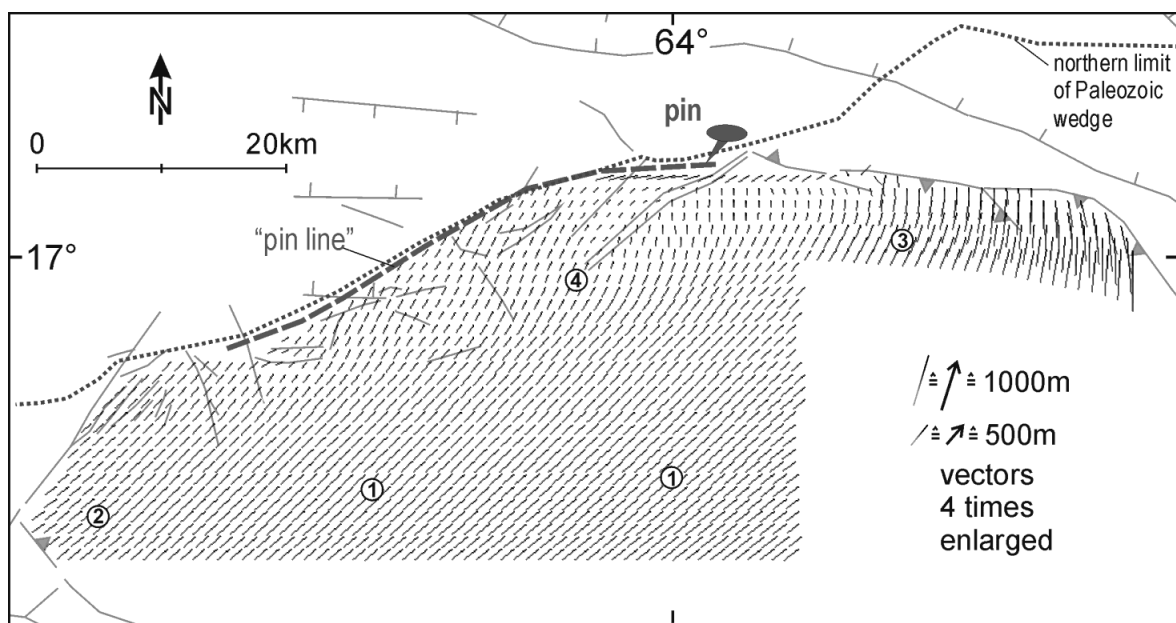 64°
northern limit
of Paleozoic
wedge
N
pin
0 20km
"pin line"
17°
3
4
≙ ≙ 1000m
≙ ≙ 500m
vectors
4 times
enlarged
1
1
2